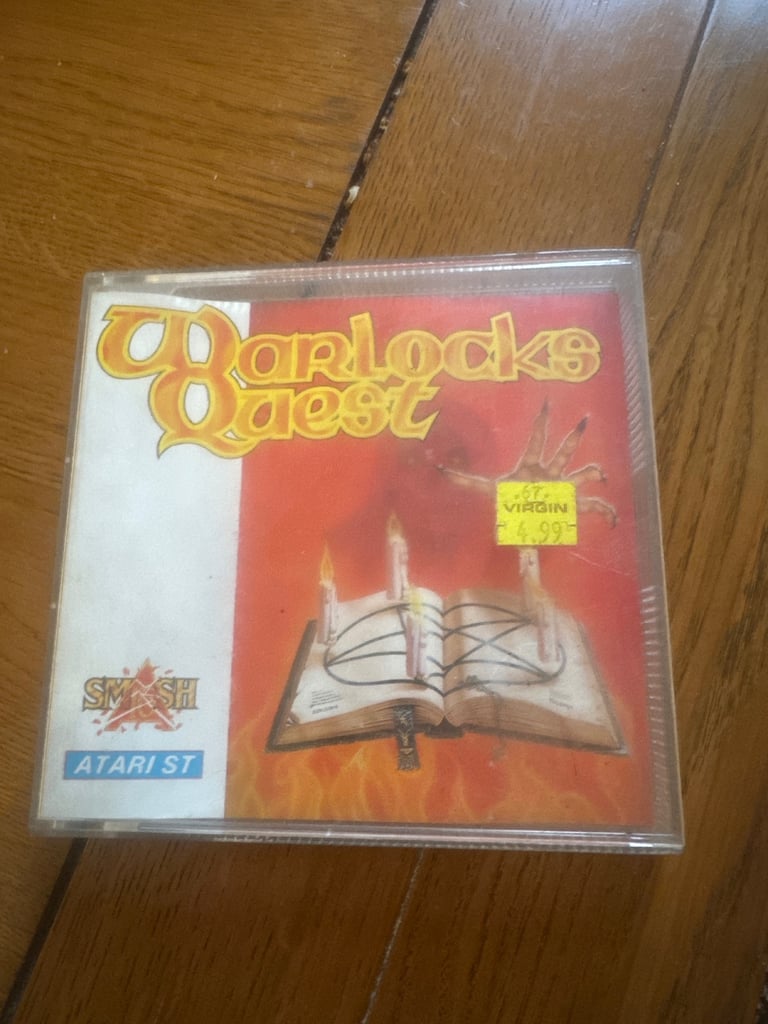 Warlocks
Quest
.67.
VIRGIN
4.99
SMASH
ATARI ST